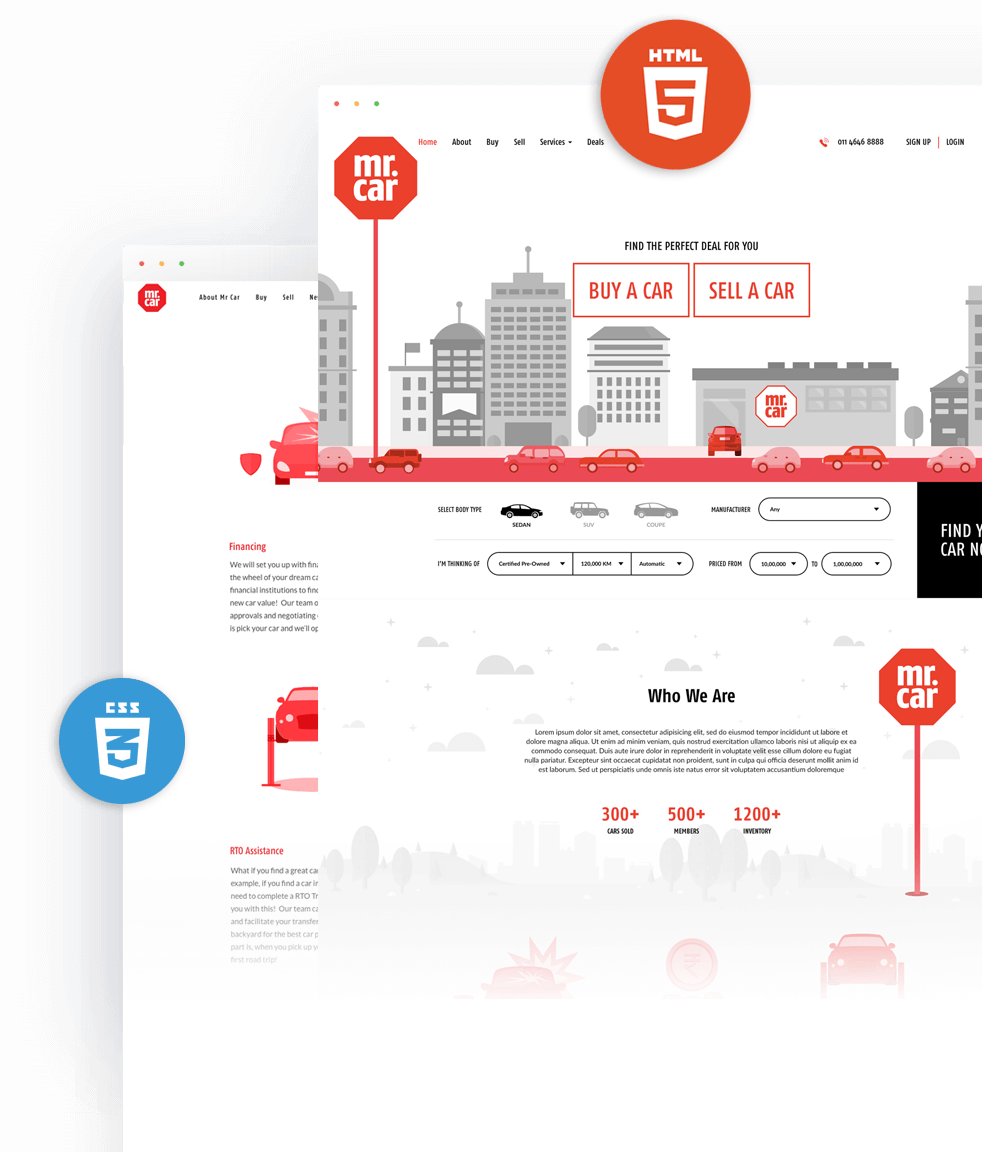 HTML
5
mr.
car
Home About Buy Sell Services Deals
011 4646 8888 SIGN UP LOGIN
FIND THE PERFECT DEAL FOR YOU
BUY A CAR SELL A CAR
mr.
car
SELECT BODY TYPE
SEDAN SUV COUPE
MANUFACTURER Any
I'M THINKING OF Certified Pre-Owned 120,000 KM Automatic
PRICED FROM 10,00,000 TO 1,00,00,000
FIND
CAR
Who We Are
Lorem ipsum dolor sit amet, consectetur adipisicing elit, sed do eiusmod tempor incididunt ut labore et
dolore magna aliqua. Ut enim ad minim veniam, quis nostrud exercitation ullamco laboris nisi ut aliquip ex ea
commodo consequat. Duis aute irure dolor in reprehenderit in voluptate velit esse cillum dolore eu fugiat
nulla pariatur. Excepteur sint occaecat cupidatat non proident, sunt in culpa qui officia deserunt mollit anim id
est laborum. Sed ut perspiciatis unde omnis iste natus error sit voluptatem accusantium doloremque
300+ 500+ 1200+
CARS SOLD MEMBERS INVENTORY
mr.
car
₹
mr.
car
About Mr Car Buy Sell
Financing
We will set you up with
the wheel of your dream
financial institutions to
new car value! Our team
approvals and negotiating
is pick your car and we'll
CSS
3
RTO Assistance
What if you find a great
example, if you find a car
need to complete a RTO
you with this! Our team
and facilitate your
backyard for the best car
part is, when you pick up
first road trip!